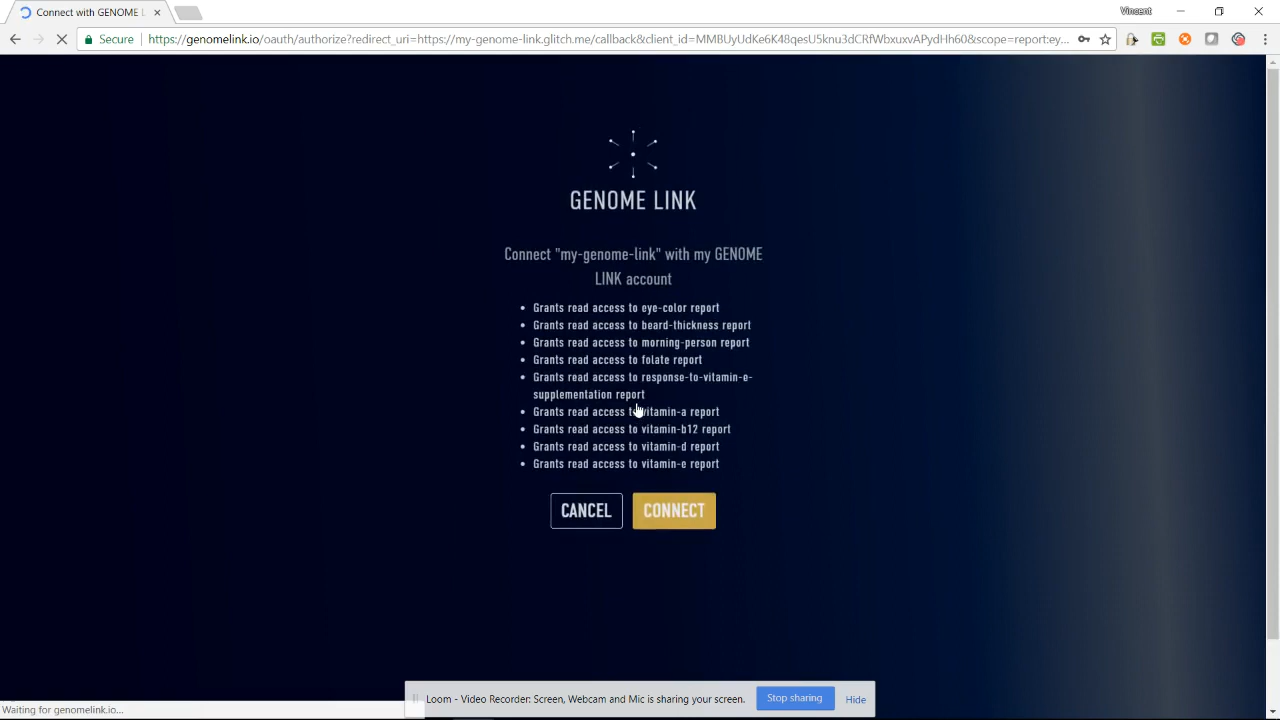 Connect with GENOME L
Vincent
Secure
https://genomelink.io/oauth/authorize?redirect_uri=https://my-genome-link.glitch.me/callback&client_id=MMBUyUdKe6K48qesU5knu3dCRfWbxuxvAPydHh60&scope=report:ey...
GENOME LINK
Connect "my-genome-link" with my GENOME
LINK account
• Grants read access to eye-color report
• Grants read access to beard-thickness report
• Grants read access to morning-person report
• Grants read access to folate report
• Grants read access to response-to-vitamin-e-
supplementation report
• Grants read access to vitamin-a report
• Grants read access to vitamin-b12 report
• Grants read access to vitamin-d report
• Grants read access to vitamin-e report
CANCEL
CONNECT
Loom - Video Recorder: Screen, Webcam and Mic is sharing your screen.
Stop sharing
Hide
Waiting for genomelink.io...